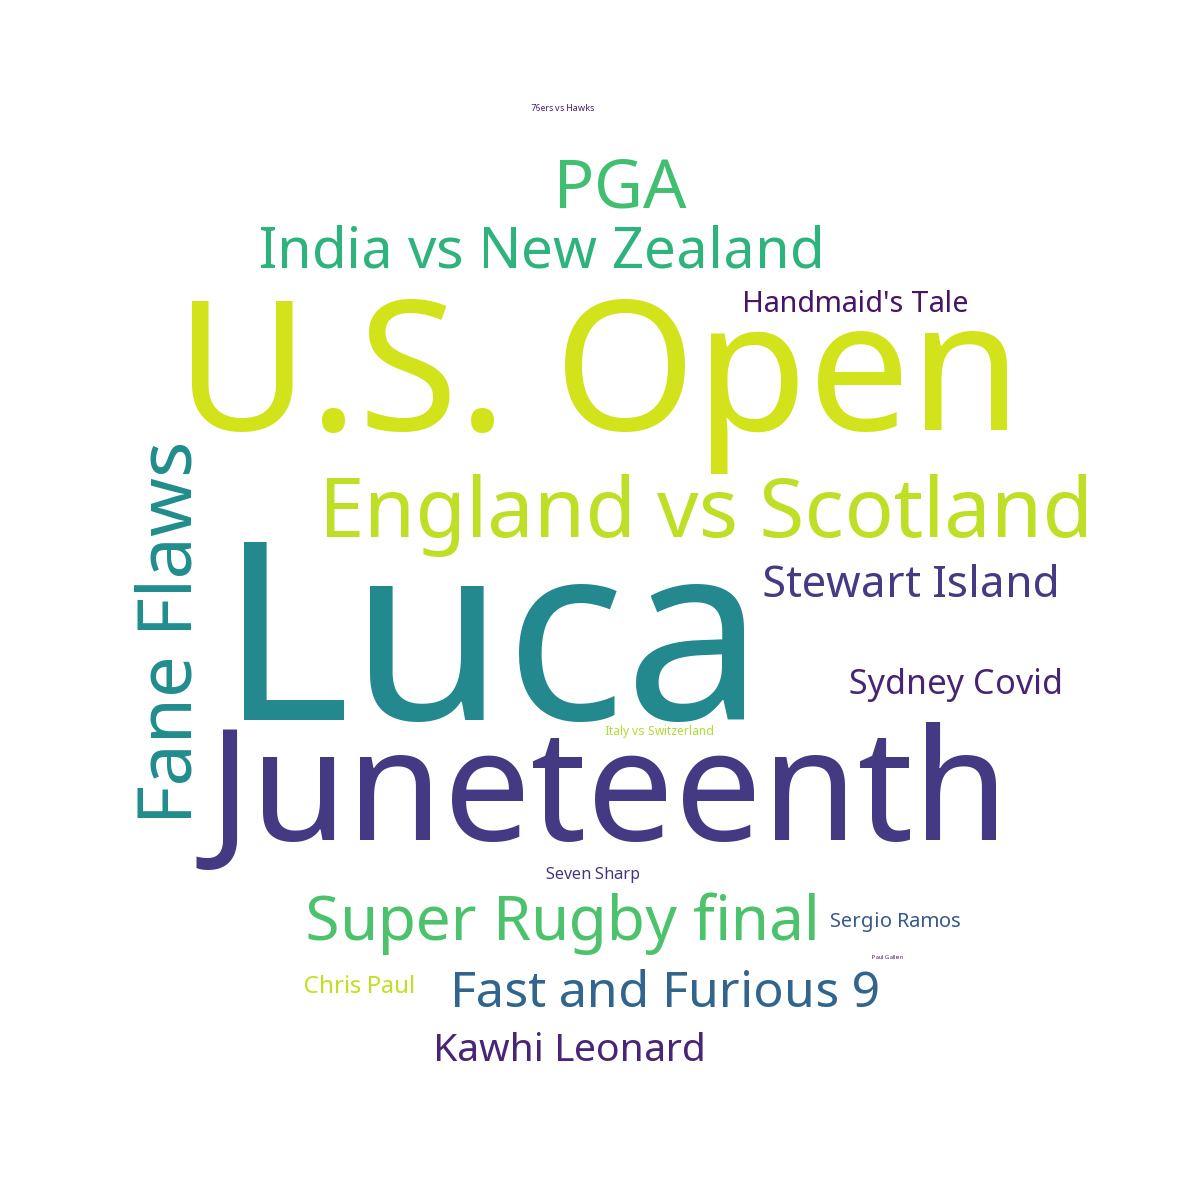 76ers vs Hawks
PGA
India vs New Zealand
Handmaid's Tale
U.S. Open
England vs Scotland
Fane Flaws
Stewart Island
Luca
Sydney Covid
Italy vs Switzerland
Juneteenth
Seven Sharp
Super Rugby final
Sergio Ramos
Paul Gallen
Chris Paul
Fast and Furious 9
Kawhi Leonard